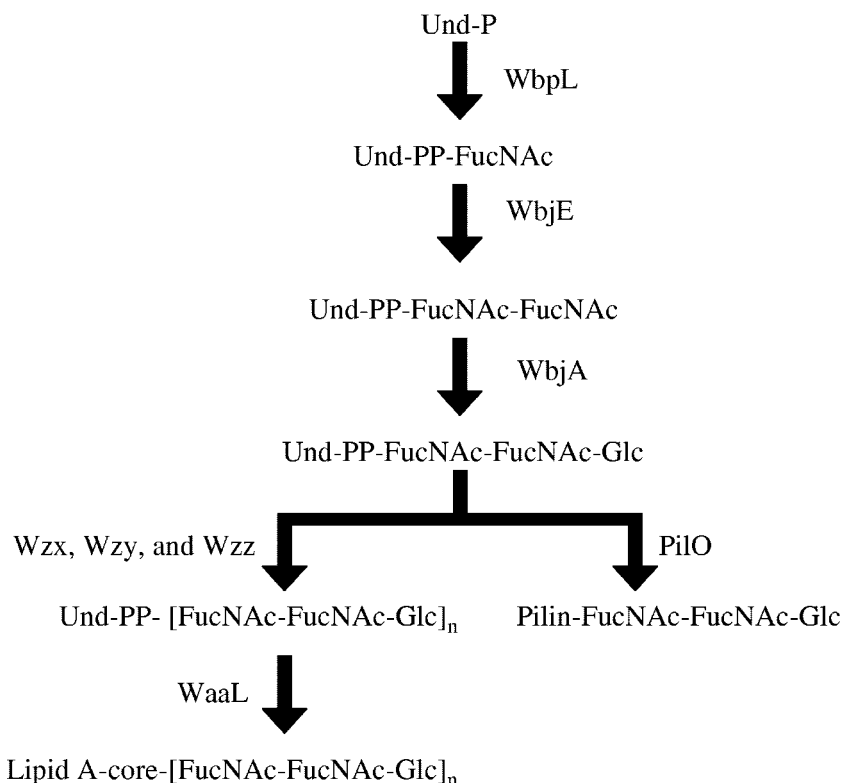 Und-P
WbpL
Und-PP-FucNAc
WbjE
Und-PP-FucNAc-FucNAc
WbjA
Und-PP-FucNAc-FucNAc-Glc
Wzx, Wzy, and Wzz
PilO
Und-PP- [FucNAc-FucNAc-Glc]n
Pilin-FucNAc-FucNAc-Glc
WaaL
Lipid A-core-[FucNAc-FucNAc-Glc]n